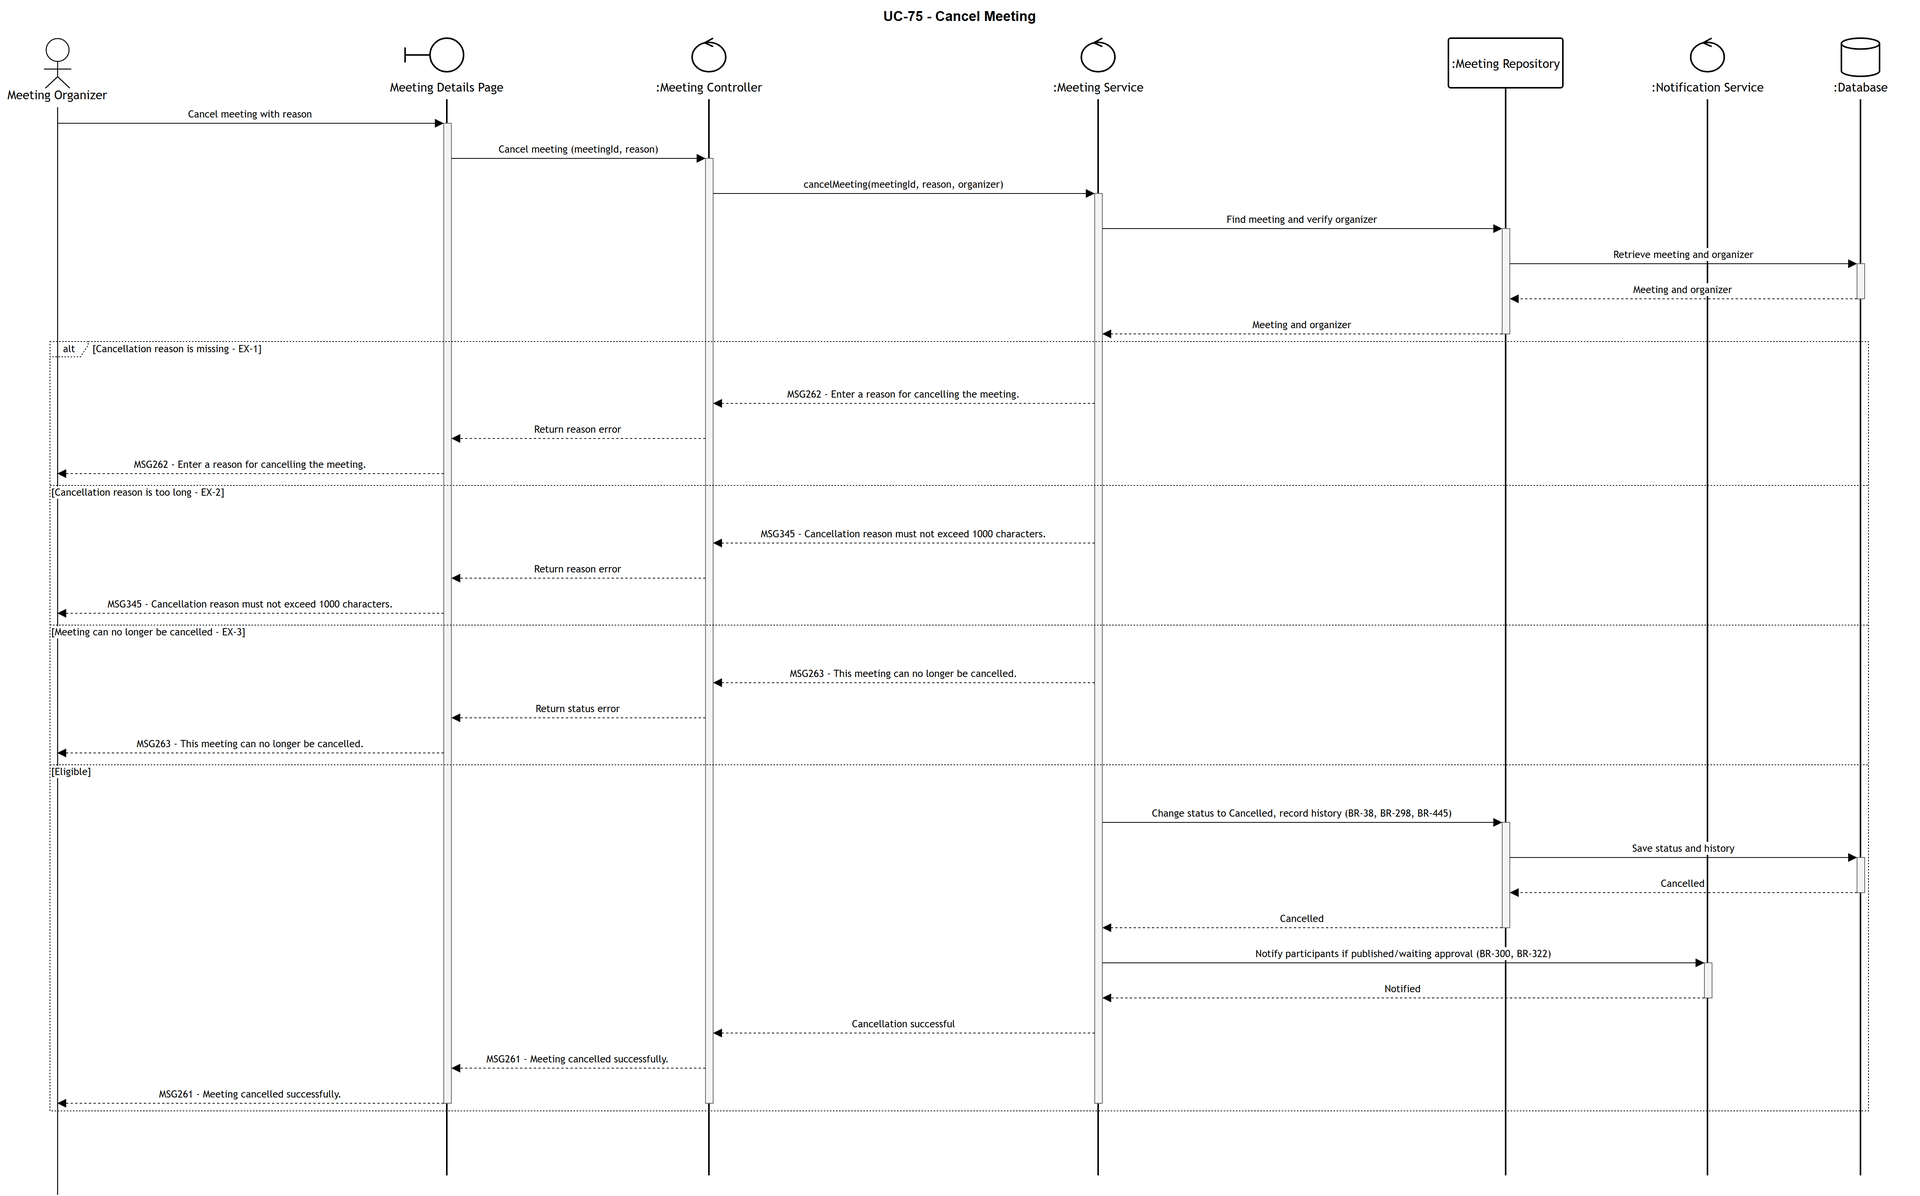 UC-75 - Cancel Meeting
Meeting Organizer
Meeting Details Page
:Meeting Controller
:Meeting Service
:Meeting Repository
:Notification Service
:Database
Cancel meeting with reason
Cancel meeting (meetingId, reason)
cancelMeeting(meetingId, reason, organizer)
Find meeting and verify organizer
Retrieve meeting and organizer
Meeting and organizer
Meeting and organizer
alt [Cancellation reason is missing - EX-1]
MSG262 - Enter a reason for cancelling the meeting.
Return reason error
MSG262 - Enter a reason for cancelling the meeting.
[Cancellation reason is too long - EX-2]
MSG345 - Cancellation reason must not exceed 1000 characters.
Return reason error
MSG345 - Cancellation reason must not exceed 1000 characters.
[Meeting can no longer be cancelled - EX-3]
MSG263 - This meeting can no longer be cancelled.
Return status error
MSG263 - This meeting can no longer be cancelled.
[Eligible]
Change status to Cancelled, record history (BR-38, BR-298, BR-445)
Save status and history
Cancelled
Cancelled
Notify participants if published/waiting approval (BR-300, BR-322)
Notified
Cancellation successful
MSG261 - Meeting cancelled successfully.
MSG261 - Meeting cancelled successfully.